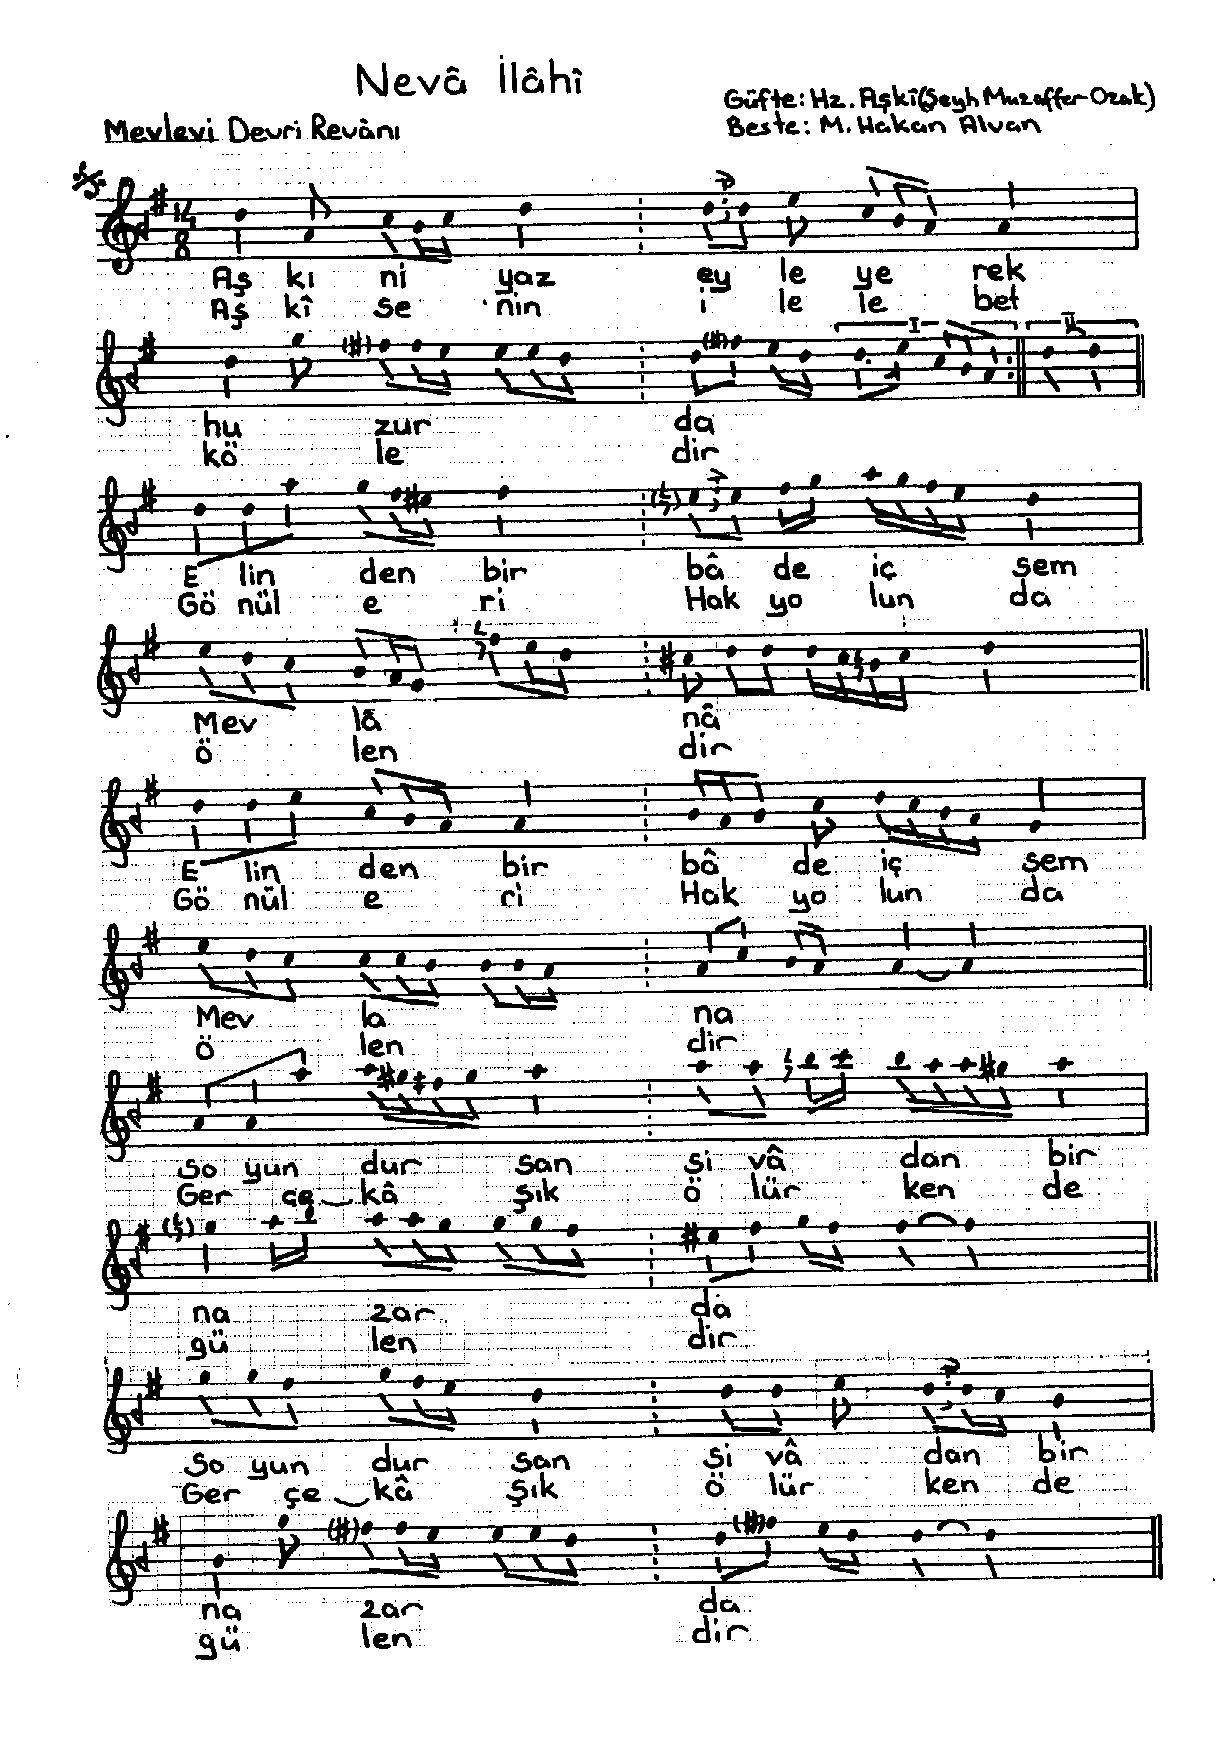 Nevâ İlâhî
Güfte: Hz. Aşkî (Şeyh Muzaffer Ozak)
Mevlevi Devri Revânı
Beste: M. Hakan Alvan
14
8
Aş kı ni yaz ey le ye rek
Aş kî se nin i le le bet
I II
hu zur da
kö le dir
E lin den bir bâ de iç sem
Gö nül e ri Hak yo lun da
Mev lâ nâ
ö len dir
E lin den bir bâ de iç sem
Gö nül e ri Hak yo lun da
Mev la na
ö len dir
So yun dur san si vâ dan bir
Ger çe kâ şık ö lür ken de
na zar da
gü len dir
So yun dur san si vâ dan bir
Ger çe kâ şık ö lür ken de
na zar da
gü len dir